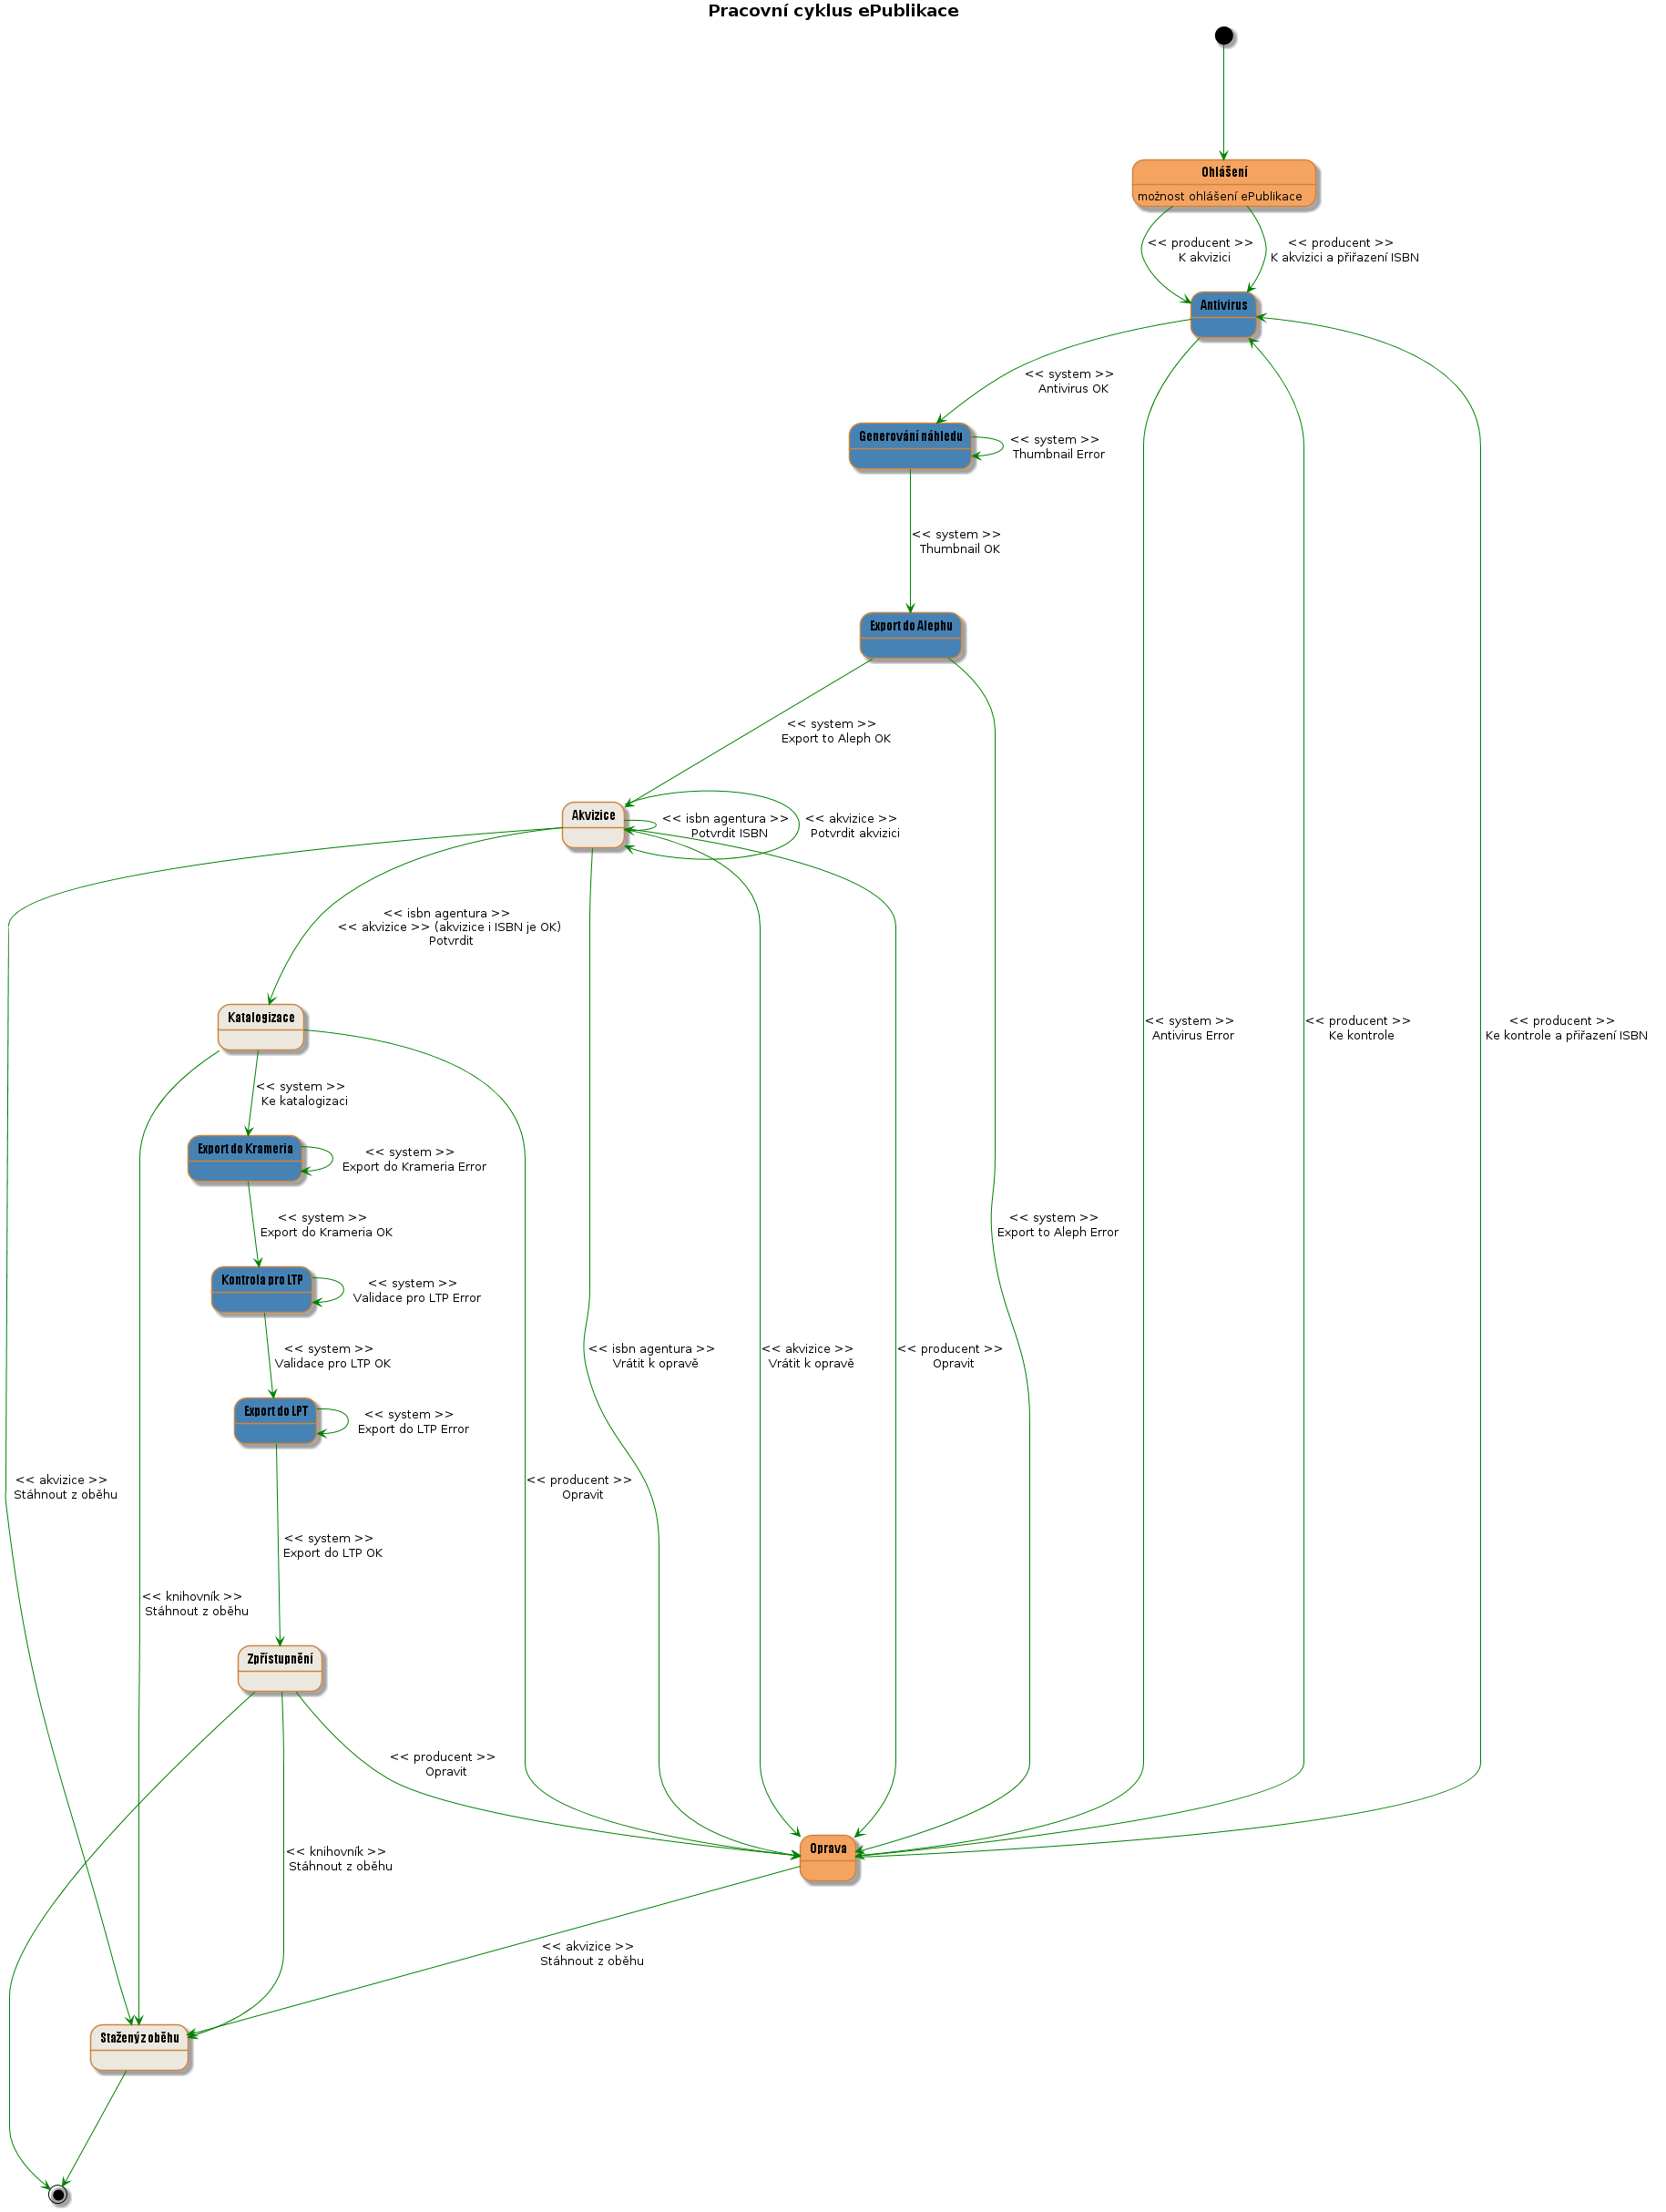 Pracovní cyklus ePublikace
Ohlášení
možnost ohlášení ePublikace
<< producent >>
K akvizici
<< producent >>
K akvizici a přiřazení ISBN
Antivirus
<< system >>
Antivirus OK
Generování náhledu
<< system >>
Thumbnail Error
<< system >>
Thumbnail OK
Export do Alephu
<< system >>
Export to Aleph OK
Akvizice
<< isbn agentura >>
Potvrdit ISBN
<< akvizice >>
Potvrdit akvizici
<< isbn agentura >>
<< akvizice >> (akvizice i ISBN je OK)
Potvrdit
Katalogizace
<< system >>
Antivirus Error
<< producent >>
Ke kontrole
<< producent >>
Ke kontrole a přiřazení ISBN
<< system >>
Ke katalogizaci
Export do Krameria
<< system >>
Export do Krameria Error
<< system >>
Export do Krameria OK
<< system >>
Export to Aleph Error
Kontrola pro LTP
<< system >>
Validace pro LTP Error
<< system >>
Validace pro LTP OK
<< isbn agentura >>
Vrátit k opravě
<< akvizice >>
Vrátit k opravě
<< producent >>
Opravit
Export do LPT
<< system >>
Export do LTP Error
<< akvizice >>
Stáhnout z oběhu
<< producent >>
Opravit
<< system >>
Export do LTP OK
<< knihovník >>
Stáhnout z oběhu
Zpřístupnění
<< producent >>
Opravit
Oprava
<< knihovník >>
Stáhnout z oběhu
<< akvizice >>
Stáhnout z oběhu
Stažený z oběhu